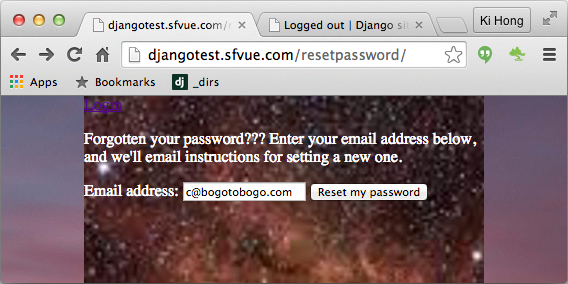 djangotest.sfvue.com/r
Logged out | Django sit
Ki Hong
djangotest.sfvue.com/resetpassword/
Apps
Bookmarks
dj
_dirs
Login
Forgotten your password??? Enter your email address below,
and we'll email instructions for setting a new one.
Email address: c@bogotobogo.com Reset my password